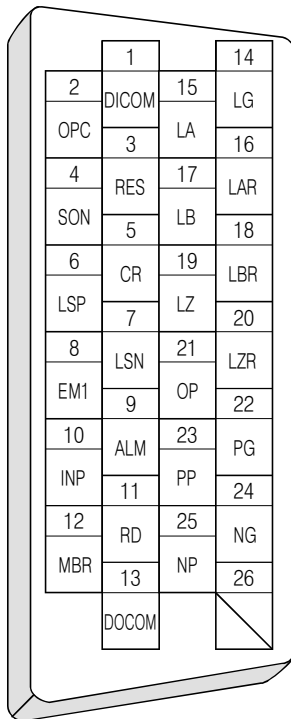 1 14
2 15
DICOM LG
OPC 3 LA 16
4 17
RES LAR
SON 5 LB 18
6 19
CR LBR
LSP 7 LZ 20
8 21
LSN LZR
EM1 9 OP 22
10 23
ALM PG
INP 11 PP 24
12 25
RD NG
MBR 13 NP 26
DOCOM